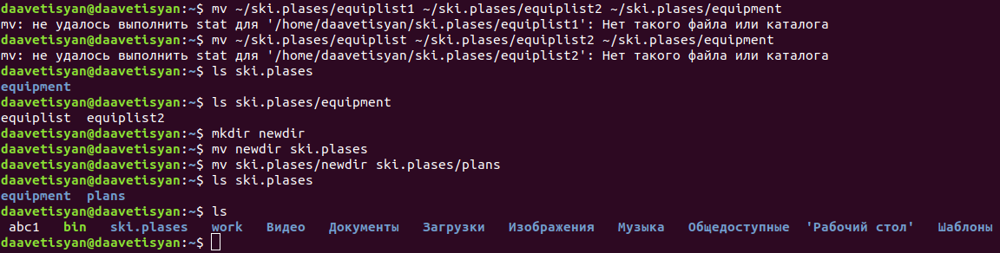 daavetisyan@daavetisyan:~$ mv ~/ski.plases/equiplist1 ~/ski.plases/equiplist2 ~/ski.plases/equipment
mv: не удалось выполнить stat для '/home/daavetisyan/ski.plases/equiplist1': Нет такого файла или каталога
daavetisyan@daavetisyan:~$ mv ~/ski.plases/equiplist ~/ski.plases/equiplist2 ~/ski.plases/equipment
mv: не удалось выполнить stat для '/home/daavetisyan/ski.plases/equiplist2': Нет такого файла или каталога
daavetisyan@daavetisyan:~$ ls ski.plases
equipment
daavetisyan@daavetisyan:~$ ls ski.plases/equipment
equiplist  equiplist2
daavetisyan@daavetisyan:~$ mkdir newdir
daavetisyan@daavetisyan:~$ mv newdir ski.plases
daavetisyan@daavetisyan:~$ mv ski.plases/newdir ski.plases/plans
daavetisyan@daavetisyan:~$ ls ski.plases
equipment  plans
daavetisyan@daavetisyan:~$ ls
abc1   bin   ski.plases   work   Видео   Документы   Загрузки   Изображения   Музыка   Общедоступные  'Рабочий стол'   Шаблоны
daavetisyan@daavetisyan:~$